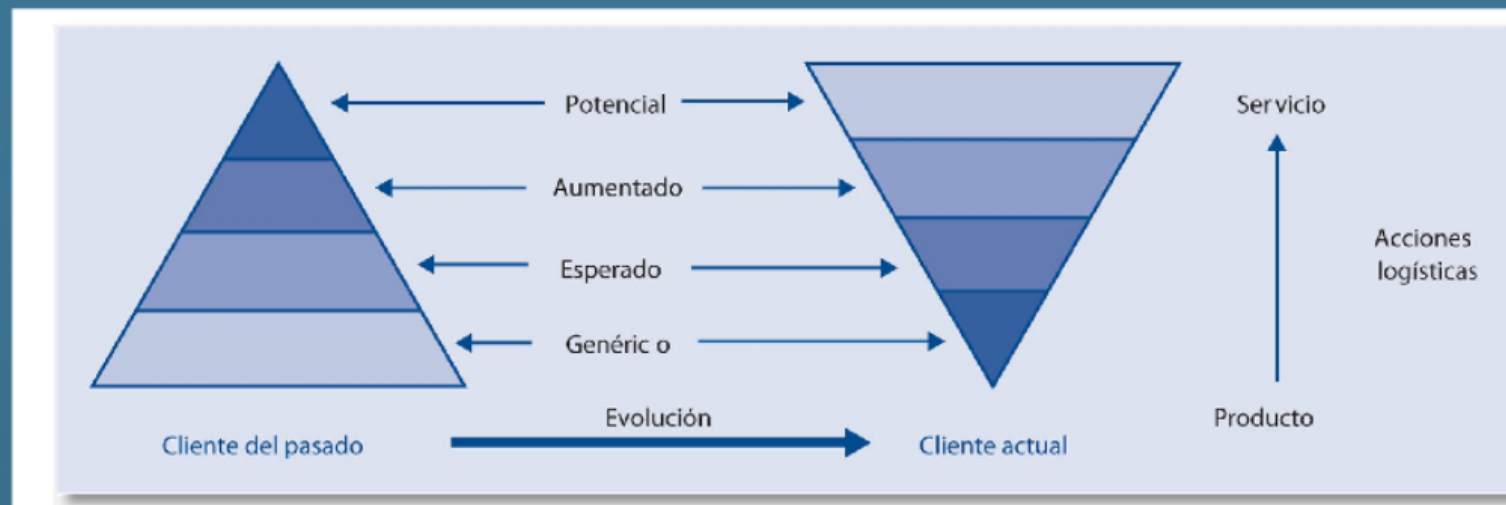 Potencial
Servicio
Aumentado
Acciones
logísticas
Esperado
Genéric o
Evolución
Producto
Cliente del pasado
Cliente actual